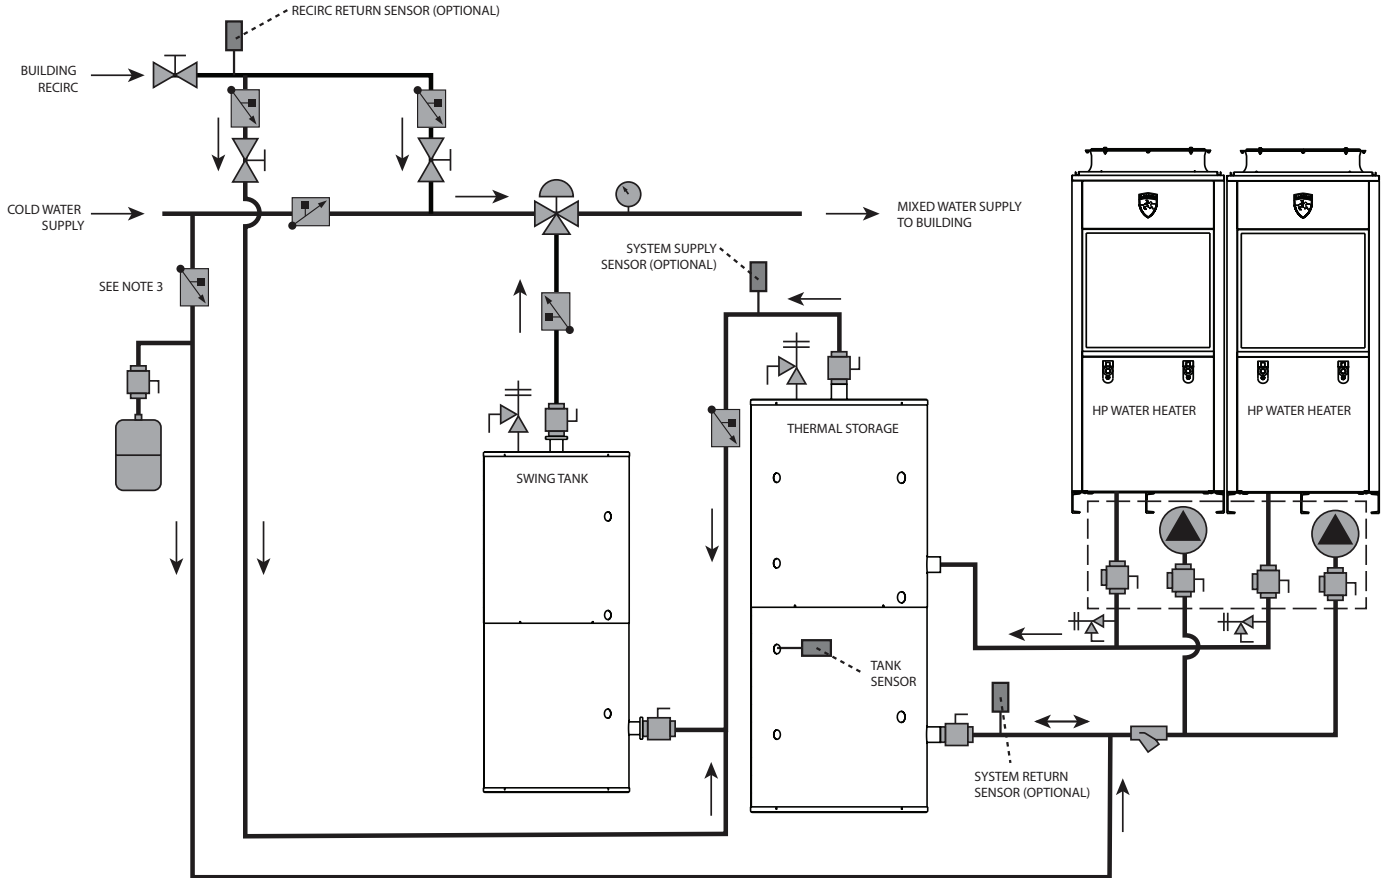 RECIRC RETURN SENSOR (OPTIONAL)
BUILDING
RECIRC
COLD WATER
SUPPLY
MIXED WATER SUPPLY
TO BUILDING
SYSTEM SUPPLY
SENSOR (OPTIONAL)
SEE NOTE 3
HP WATER HEATER
HP WATER HEATER
THERMAL STORAGE
SWING TANK
TANK
SENSOR
SYSTEM RETURN
SENSOR (OPTIONAL)